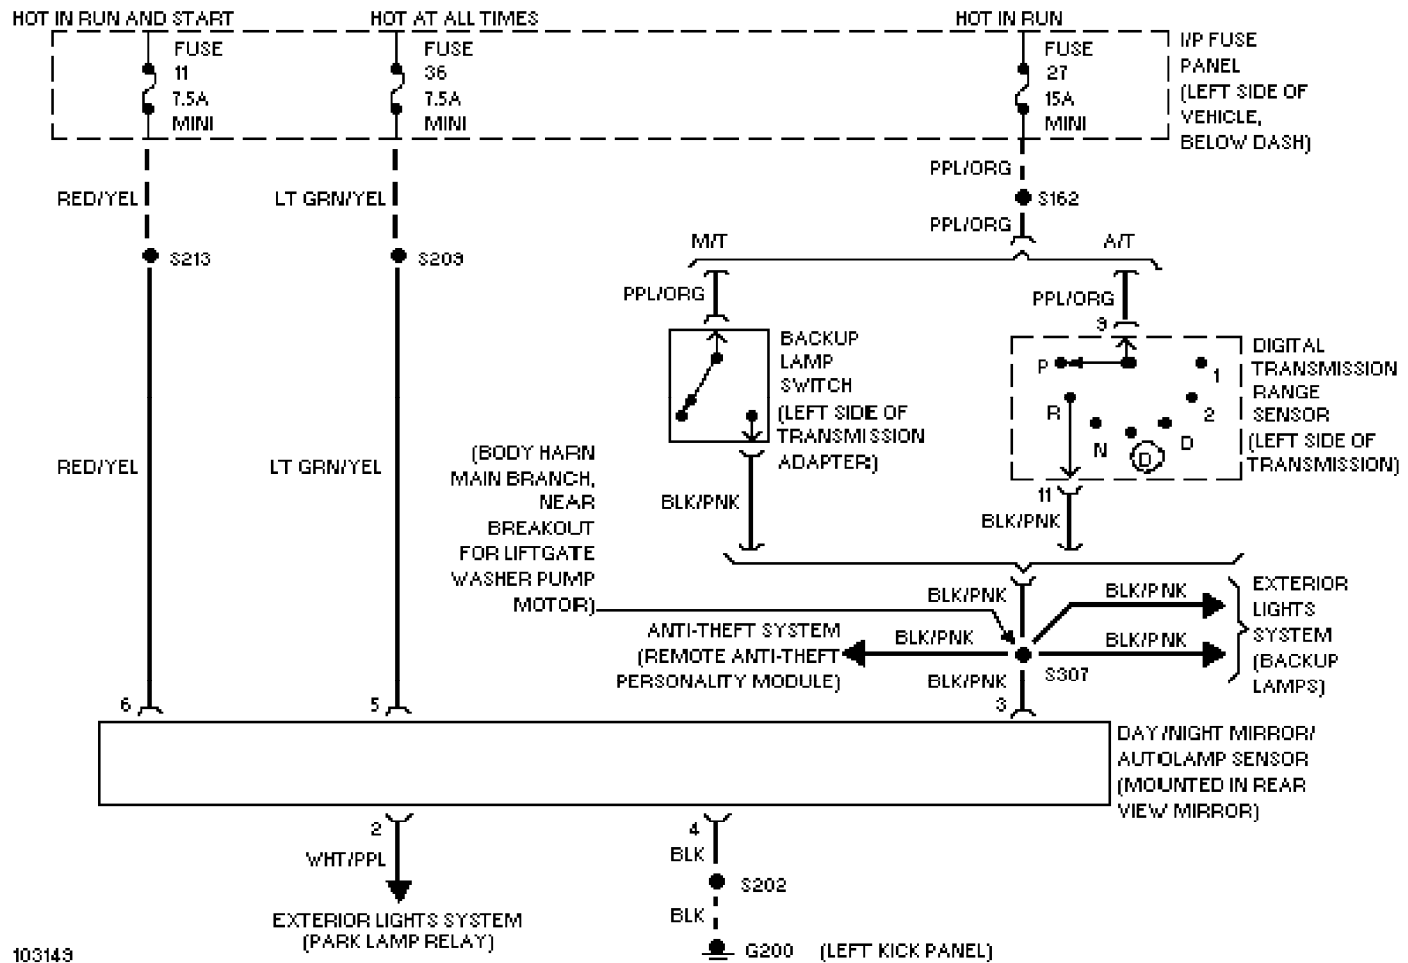 HOT IN RUN AND START
HOT AT ALL TIMES
HOT IN RUN
FUSE
11
7.5A
MINI
FUSE
36
7.5A
MINI
FUSE
27
15A
MINI
I/P FUSE
PANEL
(LEFT SIDE OF
VEHICLE,
BELOW DASH)
RED/YEL
LT GRN/YEL
PPL/ORG
S162
PPL/ORG
S213
S209
M/T
A/T
PPL/ORG
PPL/ORG
9
BACKUP
LAMP
SWITCH
(LEFT SIDE OF
TRANSMISSION
ADAPTER:)
P
R
N
D
D
2
1
DIGITAL
TRANSMISSION
RANGE
SENSOR
(LEFT SIDE OF
TRANSMISSION)
RED/YEL
LT GRN/YEL
(BODY HARN
MAIN BRANCH,
NEAR
BREAKOUT
FOR LIFTGATE
WASHER PUMP
MOTOR)
BLK/PNK
11
BLK/PNK
BLK/PNK
BLK/PNK
EXTERIOR
LIGHTS
SYSTEM
(BACKUP
LAMPS)
ANTI-THEFT SYSTEM
(REMOTE ANTI-THEFT
PERSONALITY MODULE)
BLK/PNK
BLK/PNK
S307
BLK/PNK
6
5
3
DAY/NIGHT MIRROR/
AUTOLAMP SENSOR
(MOUNTED IN REAR
VIEW MIRROR)
2
WHT/PPL
4
BLK
S202
BLK
EXTERIOR LIGHTS SYSTEM
(PARK LAMP RELAY)
G200
(LEFT KICK PANEL)
103149